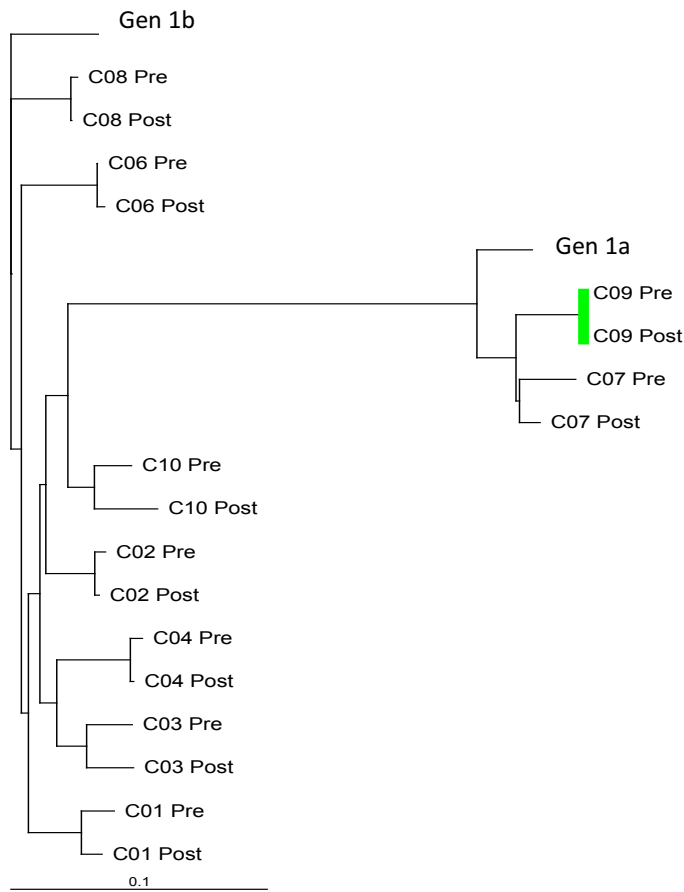 Gen 1b
C08 Pre
C08 Post
C06 Pre
C06 Post
Gen 1a
C09 Pre
C09 Post
C07 Pre
C07 Post
C10 Pre
C10 Post
C02 Pre
C02 Post
C04 Pre
C04 Post
C03 Pre
C03 Post
C01 Pre
C01 Post
0.1